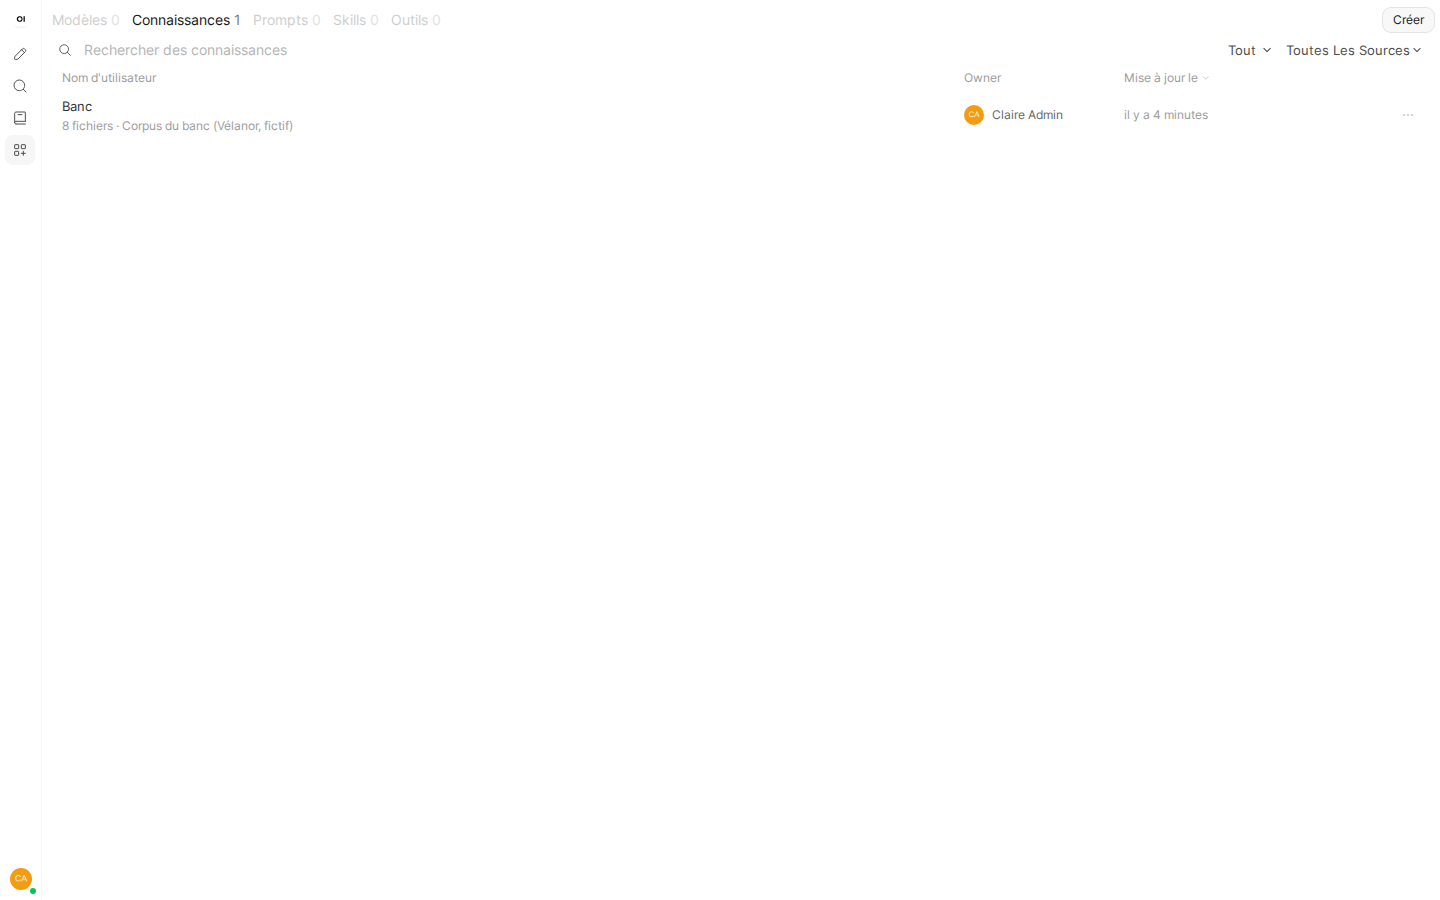 OI
Modèles 0 Connaissances 1 Prompts 0 Skills 0 Outils 0 Créer
Rechercher des connaissances Tout Toutes Les Sources
Nom d'utilisateur Owner Mise à jour le
Banc
8 fichiers · Corpus du banc (Vélanor, fictif) CA Claire Admin il y a 4 minutes
CA